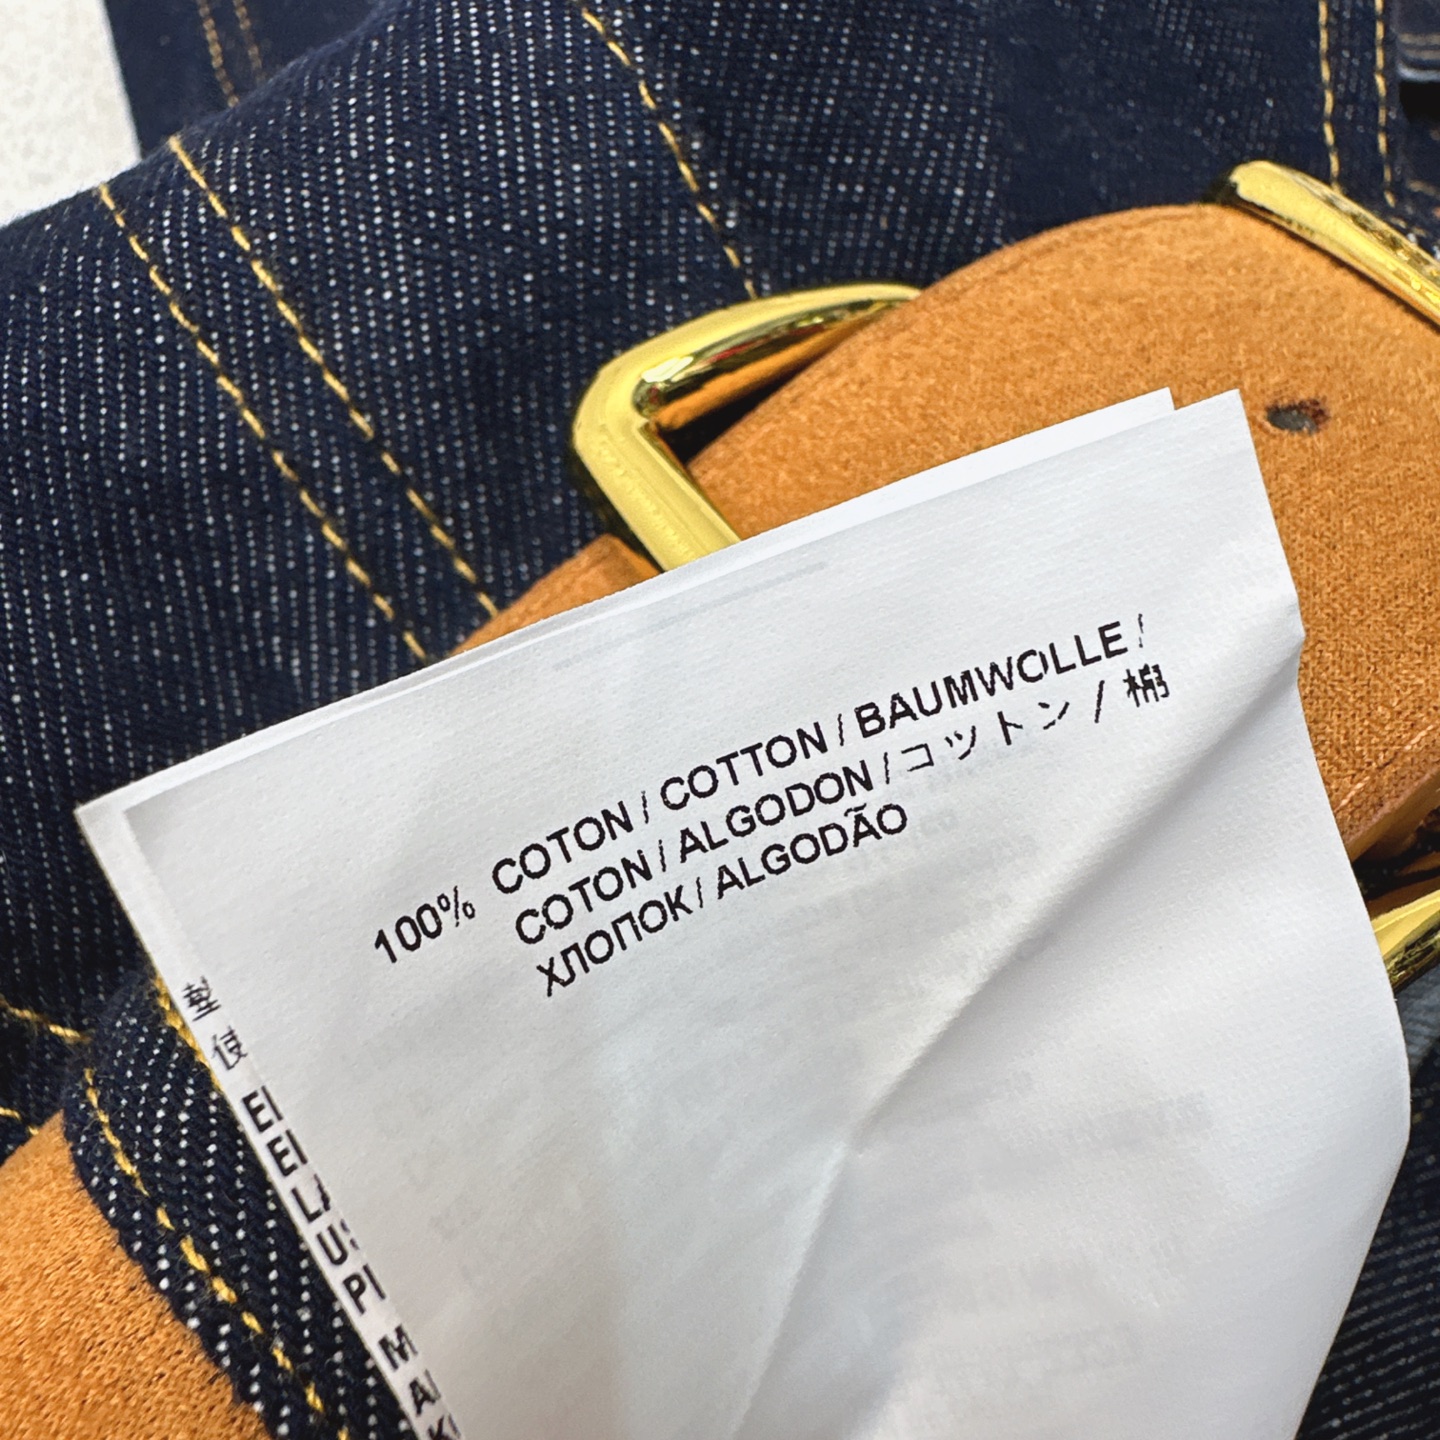 100% COTON / COTTON / BAUMWOLLE /
COTON / ALGODON / コットン / 棉
ХЛОПОК / ALGODÃO